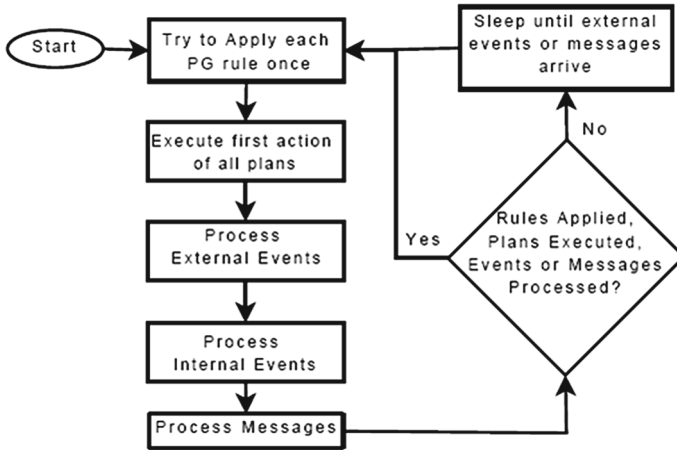 Start
Try to Apply each
PG rule once
Execute first action
of all plans
Process
External Events
Process
Internal Events
Process Messages
Rules Applied,
Plans Executed,
Events or Messages
Processed?
Yes
No
Sleep until external
events or messages
arrive